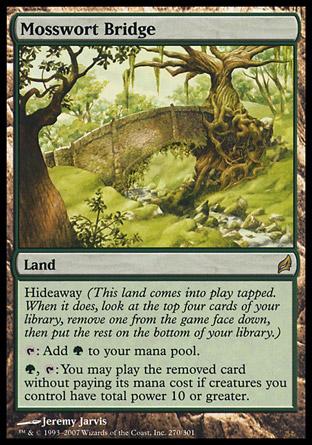 Mosswort Bridge
Land
Hideaway (This land comes into play tapped.
When it does, look at the top four cards of your
library, remove one from the game face down,
then put the rest on the bottom of your library.)
: Add to your mana pool.
, : You may play the removed card
without paying its mana cost if creatures you
control have total power 10 or greater.
Jeremy Jarvis
™ & © 1993–2007 Wizards of the Coast, Inc. 270/301